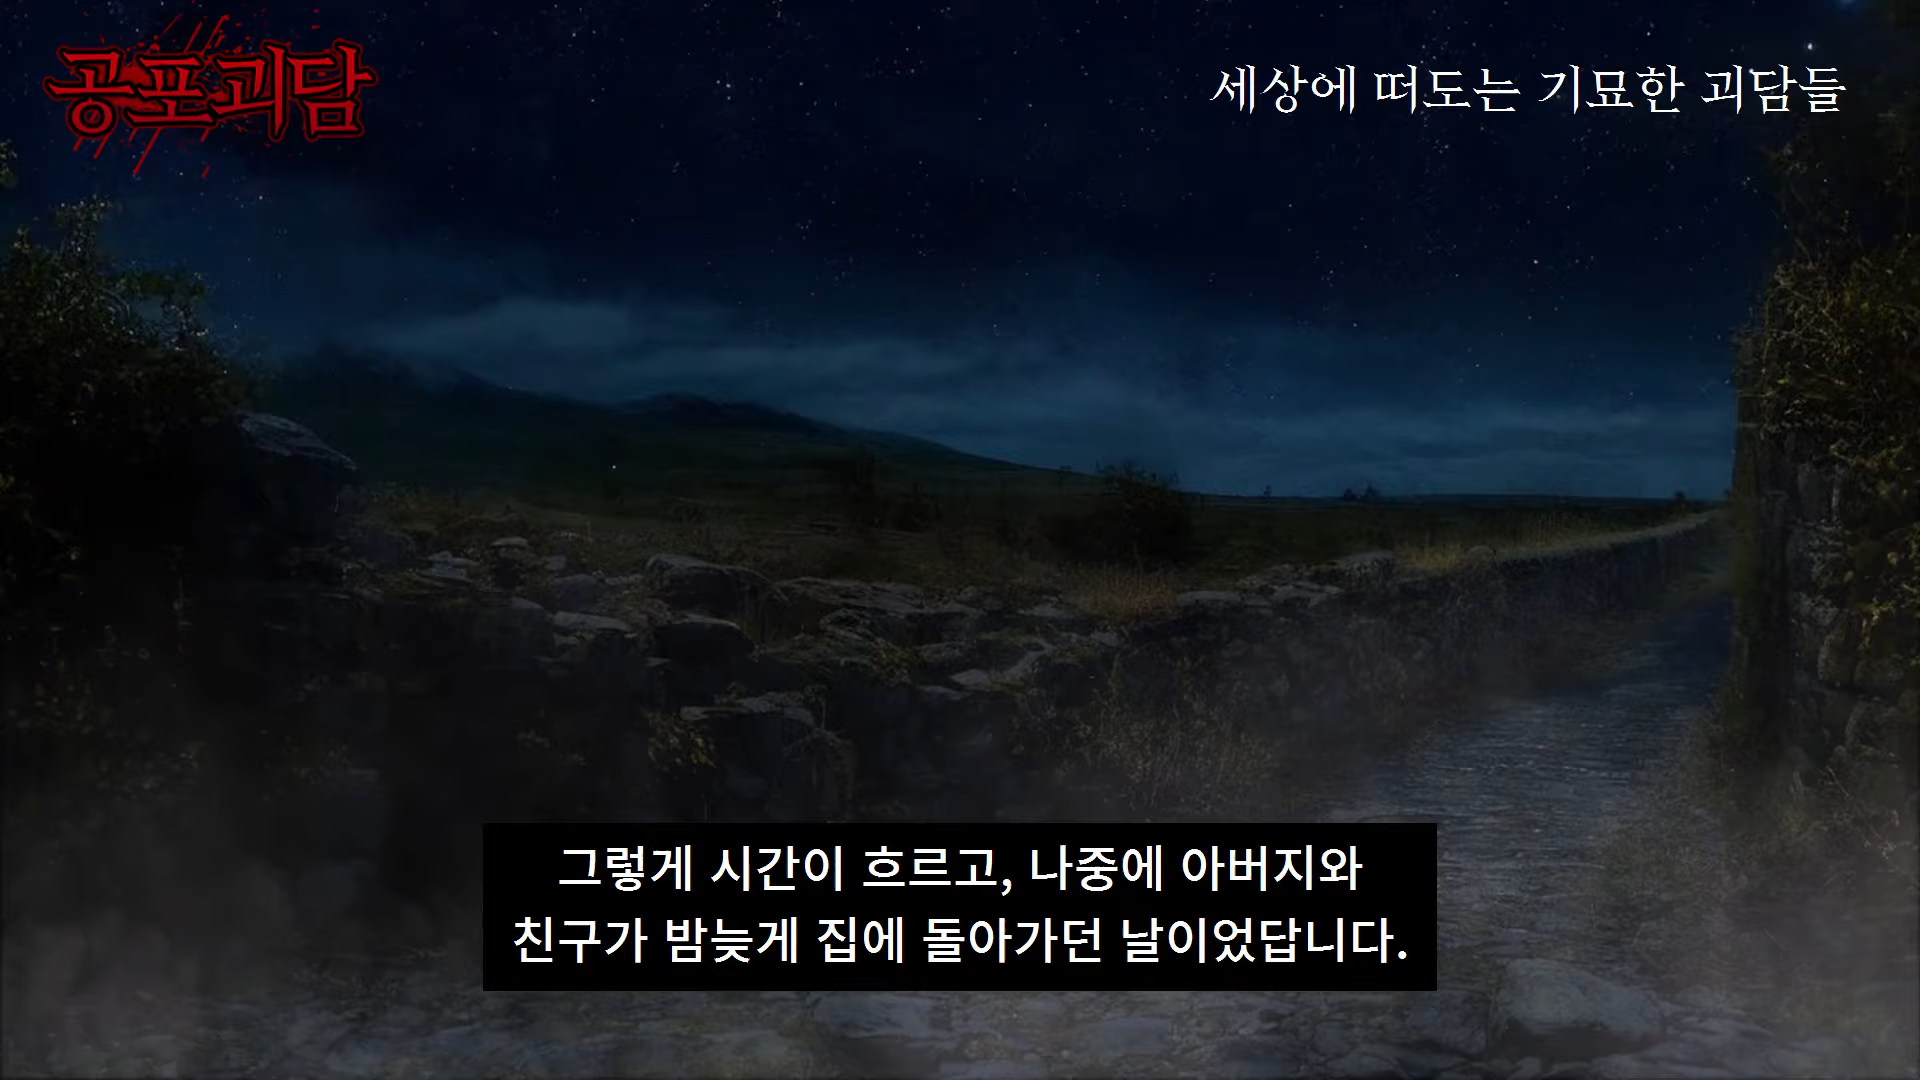 공포괴담
세상에 떠도는 기묘한 괴담들
그렇게 시간이 흐르고, 나중에 아버지와
친구가 밤늦게 집에 돌아가던 날이었답니다.